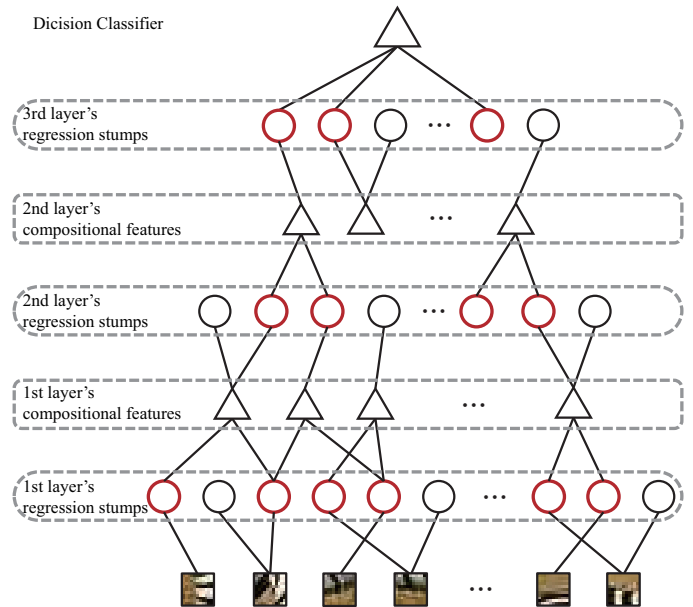 Dicision Classifier
3rd layer's
regression stumps
...
2nd layer's
compositional features
...
2nd layer's
regression stumps
...
1st layer's
compositional features
...
1st layer's
regression stumps
...
...